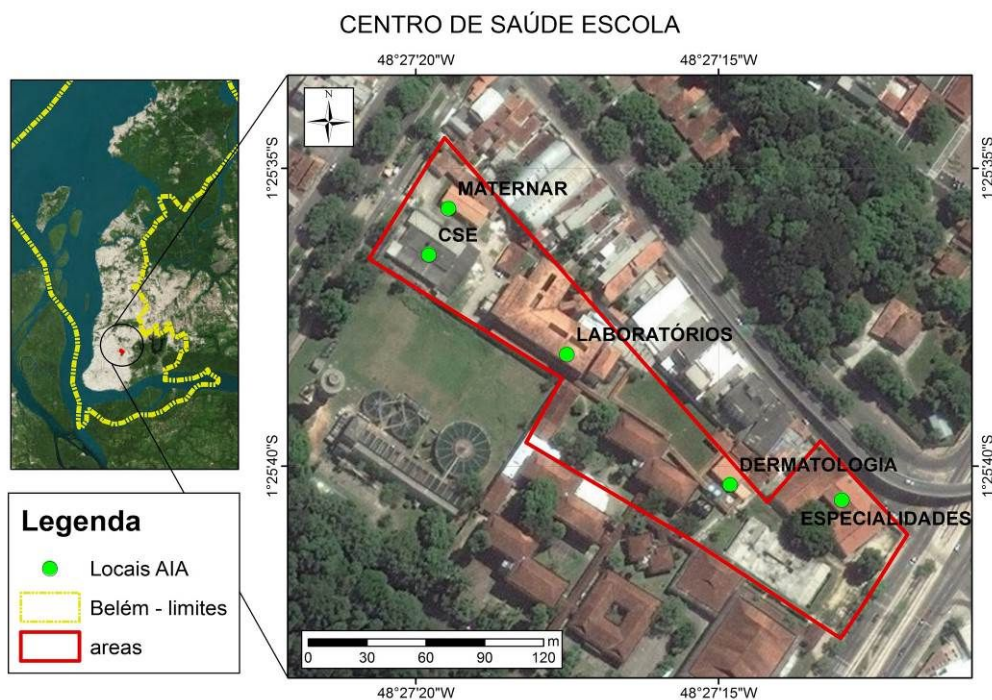 CENTRO DE SAÚDE ESCOLA
48°27'20"W
48°27'15"W
N
1°25'35"S
1°25'35"S
MATERNAR
CSE
LABORATÓRIOS
DERMATOLOGIA
ESPECIALIDADES
1°25'40"S
1°25'40"S
Legenda
Locais AIA
Belém - limites
areas
m
0 30 60 90 120
48°27'20"W
48°27'15"W